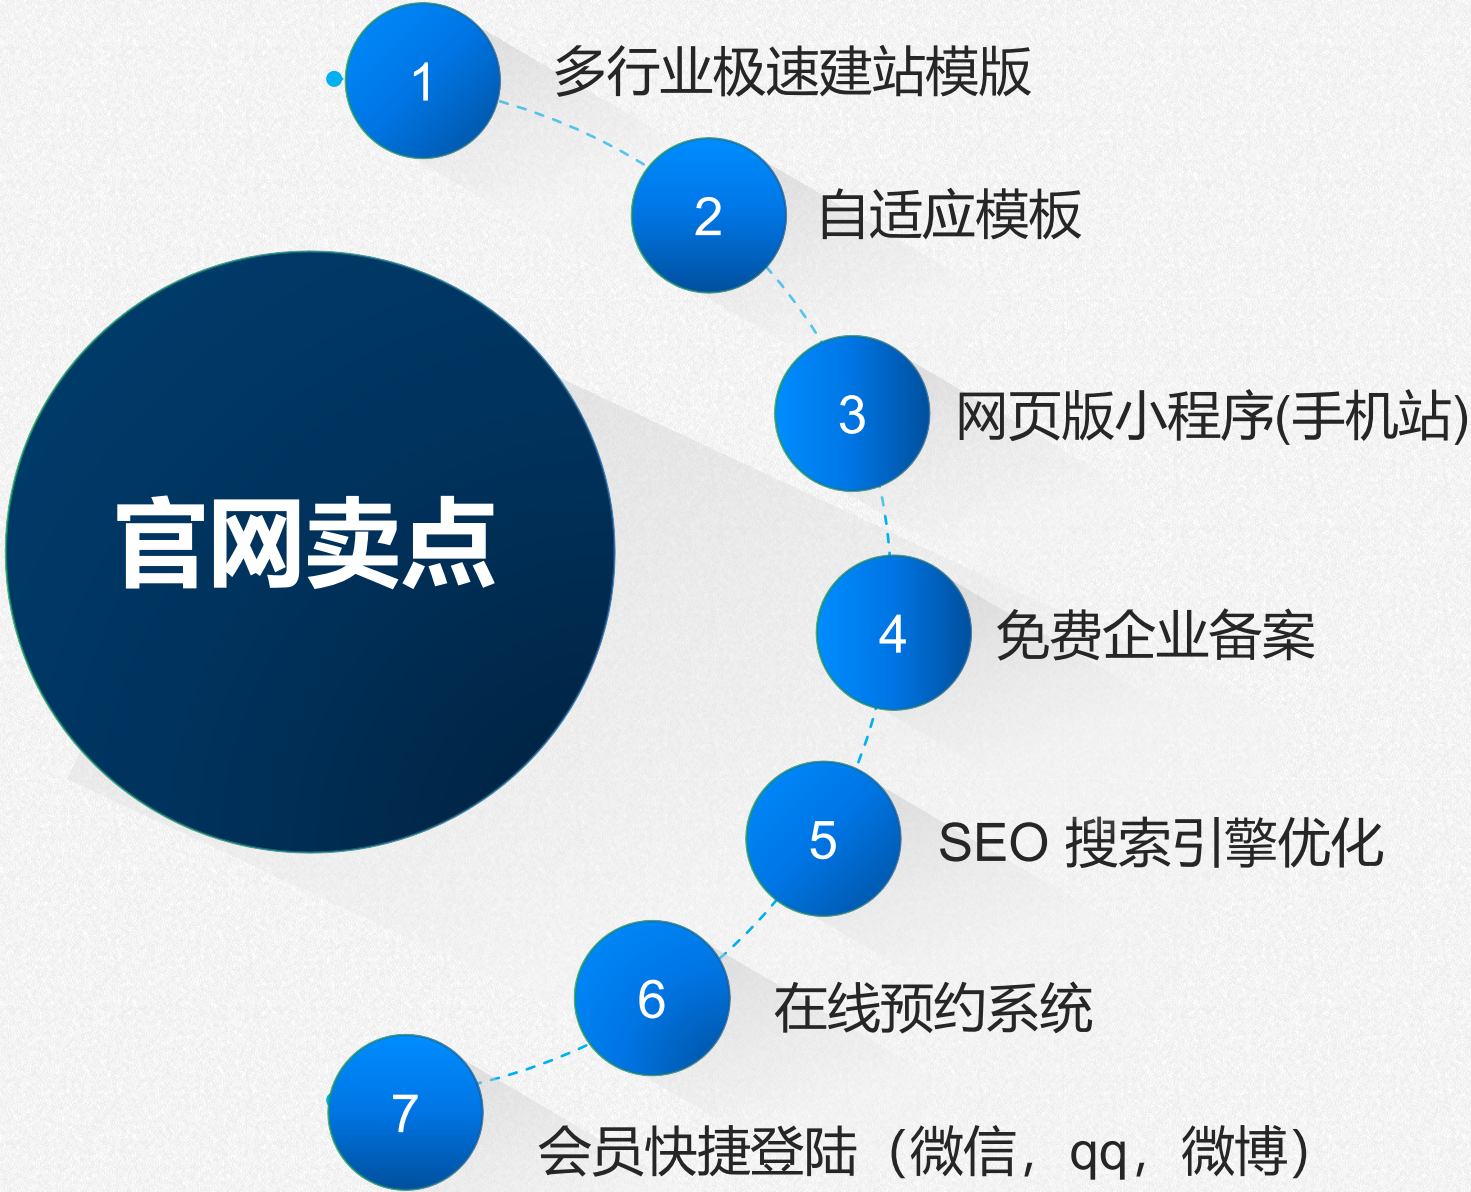 1
多行业极速建站模版
2
自适应模板
3
网页版小程序(手机站)
官网卖点
4
免费企业备案
5
SEO 搜索引擎优化
6
在线预约系统
7
会员快捷登陆（微信，qq，微博）